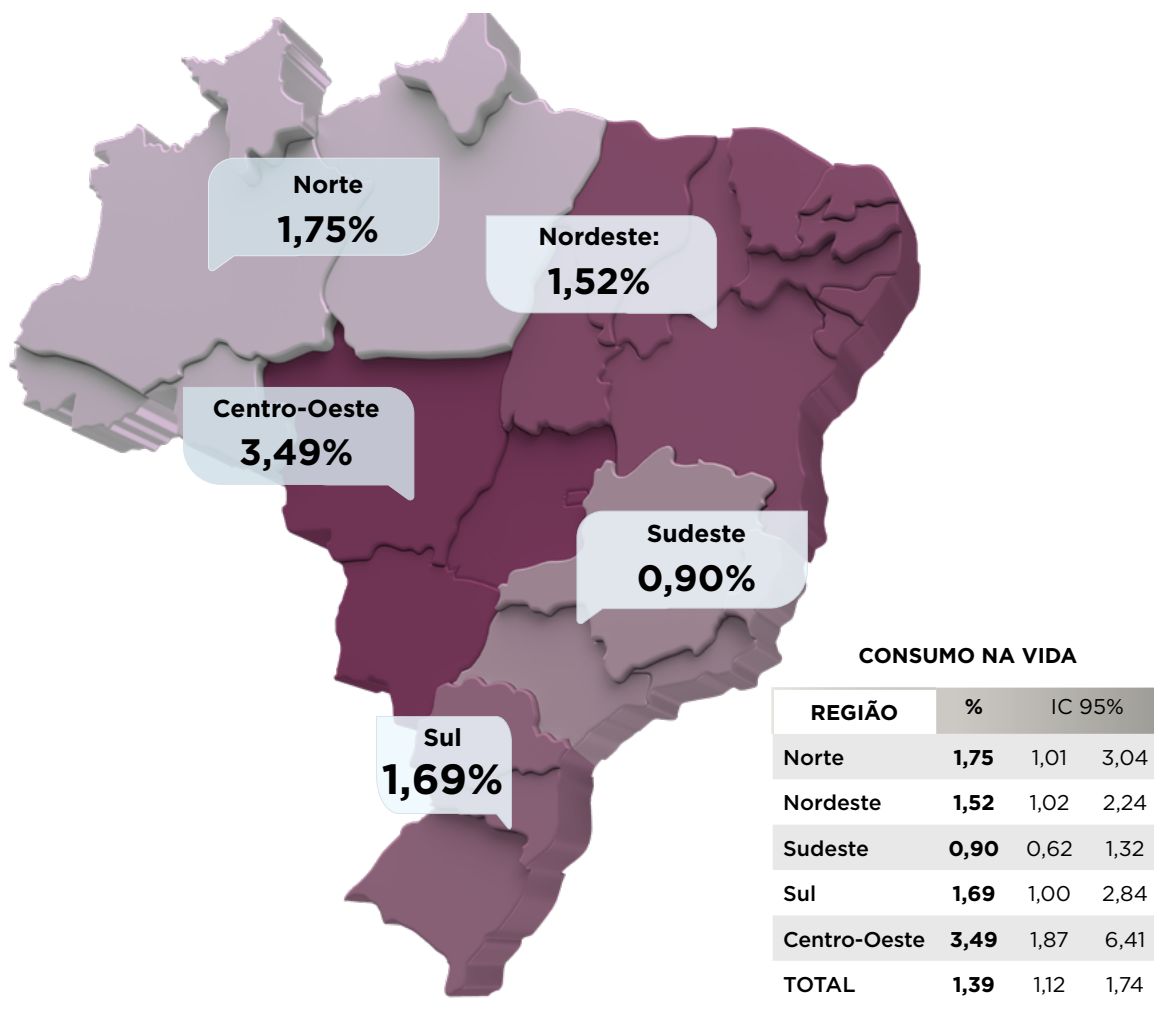 Norte
1,75%
Nordeste:
1,52%
Centro-Oeste
3,49%
Sudeste
0,90%
Sul
1,69%
CONSUMO NA VIDA
REGIÃO % IC 95%
Norte 1,75 1,01 3,04
Nordeste 1,52 1,02 2,24
Sudeste 0,90 0,62 1,32
Sul 1,69 1,00 2,84
Centro-Oeste 3,49 1,87 6,41
TOTAL 1,39 1,12 1,74